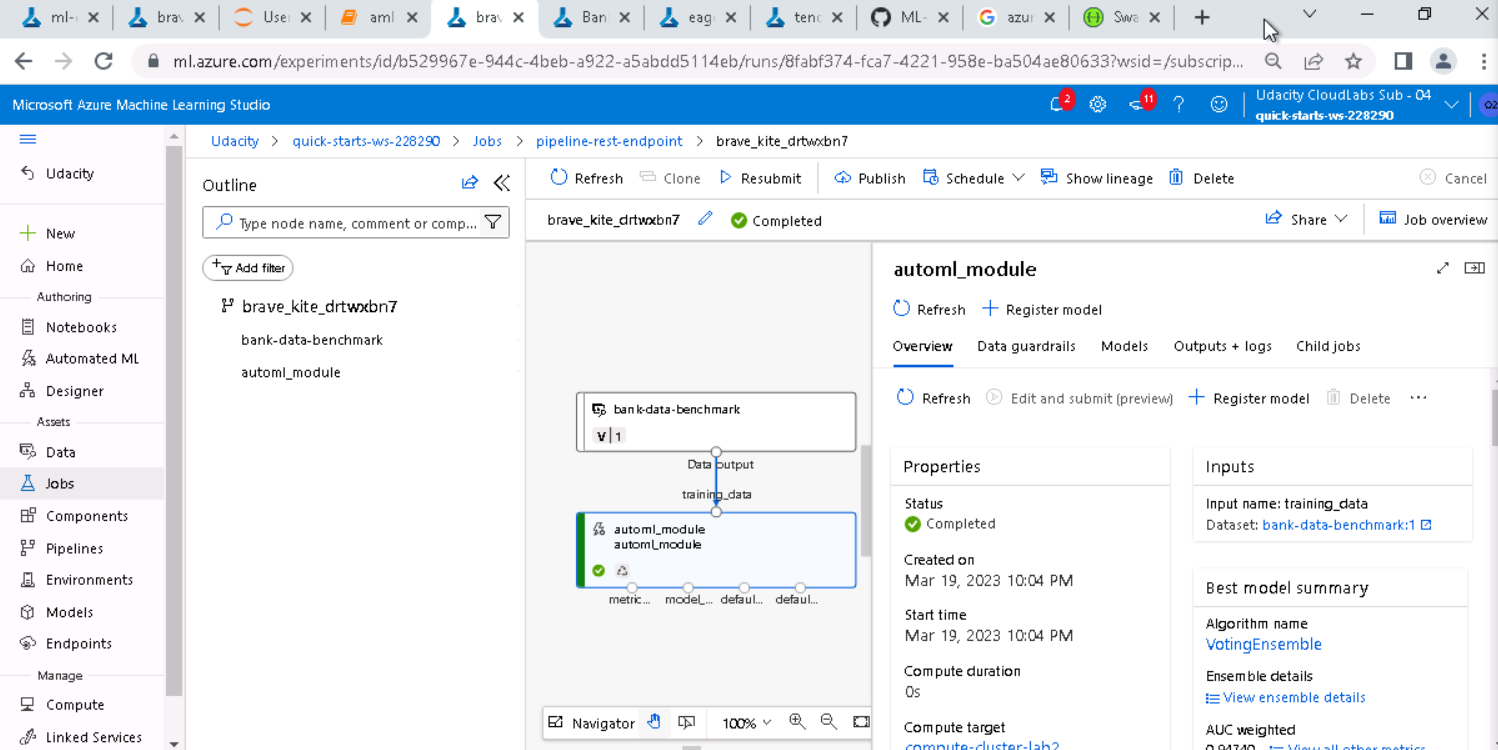 ml-
brav
User
aml
brav
Ban
eag
tend
ML-
azur
Swa
ml.azure.com/experiments/id/b529967e-944c-4beb-a922-a5abdd5114eb/runs/8fabf374-fca7-4221-958e-ba504ae80633?wsid=/subscrip...
Microsoft Azure Machine Learning Studio
2
11
Udacity CloudLabs Sub - 04
quick-starts-ws-228290
Udacity > quick-starts-ws-228290 > Jobs > pipeline-rest-endpoint > brave_kite_drtwxbn7
Udacity
New
Home
Authoring
Notebooks
Automated ML
Designer
Assets
Data
Jobs
Components
Pipelines
Environments
Models
Endpoints
Manage
Compute
Linked Services
Outline
Type node name, comment or comp...
Add filter
brave_kite_drtwxbn7
bank-data-benchmark
automl_module
Refresh Clone Resubmit Publish Schedule Show lineage Delete Cancel
brave_kite_drtwxbn7 Completed Share Job overview
bank-data-benchmark
V 1
Data output
training_data
automl_module
automl_module
metric... model_... defaul... defaul...
Navigator 100%
automl_module
Refresh Register model
Overview Data guardrails Models Outputs + logs Child jobs
Refresh Edit and submit (preview) Register model Delete ...
Properties
Status
Completed
Created on
Mar 19, 2023 10:04 PM
Start time
Mar 19, 2023 10:04 PM
Compute duration
0s
Compute target
compute-cluster-lab2
Inputs
Input name: training_data
Dataset: bank-data-benchmark:1
Best model summary
Algorithm name
VotingEnsemble
Ensemble details
View ensemble details
AUC weighted
0.94740 View all other metrics